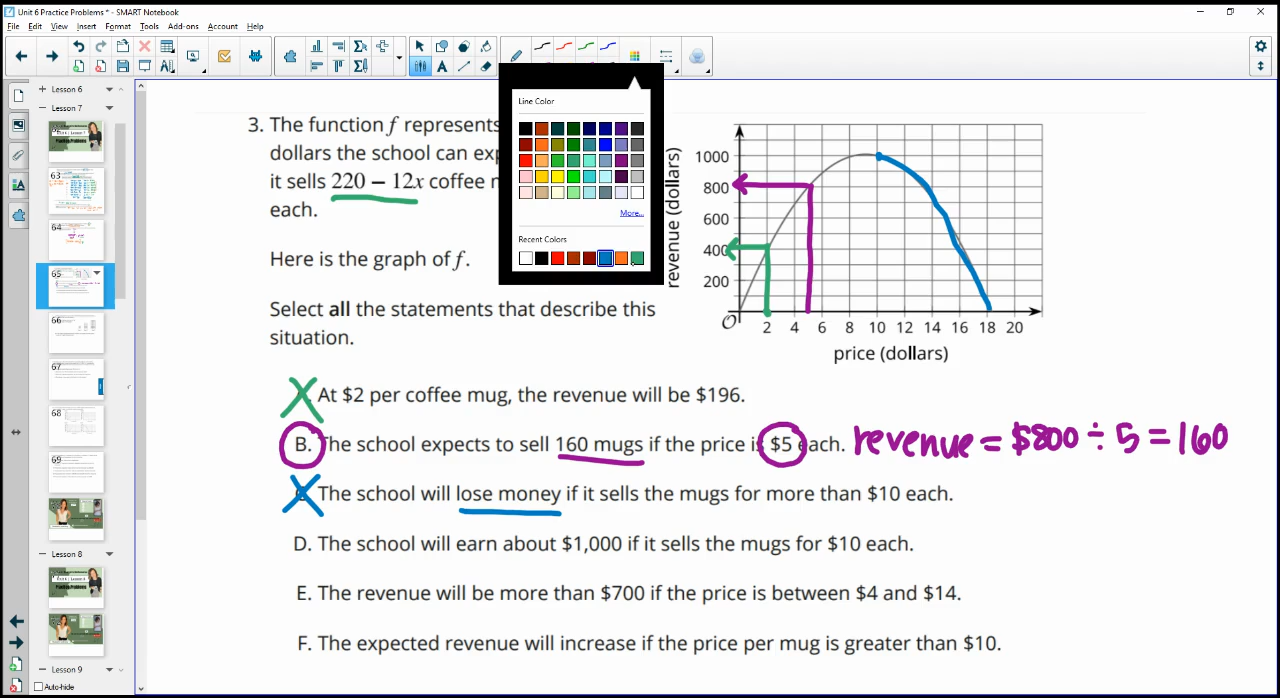 Unit 6 Practice Problems * - SMART Notebook
File Edit View Insert Format Tools Add-ons Account Help
Lesson 6
Lesson 7
63
64
65
66
67
68
69
Lesson 8
Lesson 9
Auto-hide
Line Color
More...
Recent Colors
3. The function f represents
dollars the school can exp
it sells 220 − 12x coffee m
each.
Here is the graph of f.
Select all the statements that describe this
situation.
revenue (dollars)
1000
800
600
400
200
O
2 4 6 8 10 12 14 16 18 20
price (dollars)
At $2 per coffee mug, the revenue will be $196.
B. The school expects to sell 160 mugs if the price is $5 each. revenue = $800 ÷ 5 = 160
The school will lose money if it sells the mugs for more than $10 each.
D. The school will earn about $1,000 if it sells the mugs for $10 each.
E. The revenue will be more than $700 if the price is between $4 and $14.
F. The expected revenue will increase if the price per mug is greater than $10.